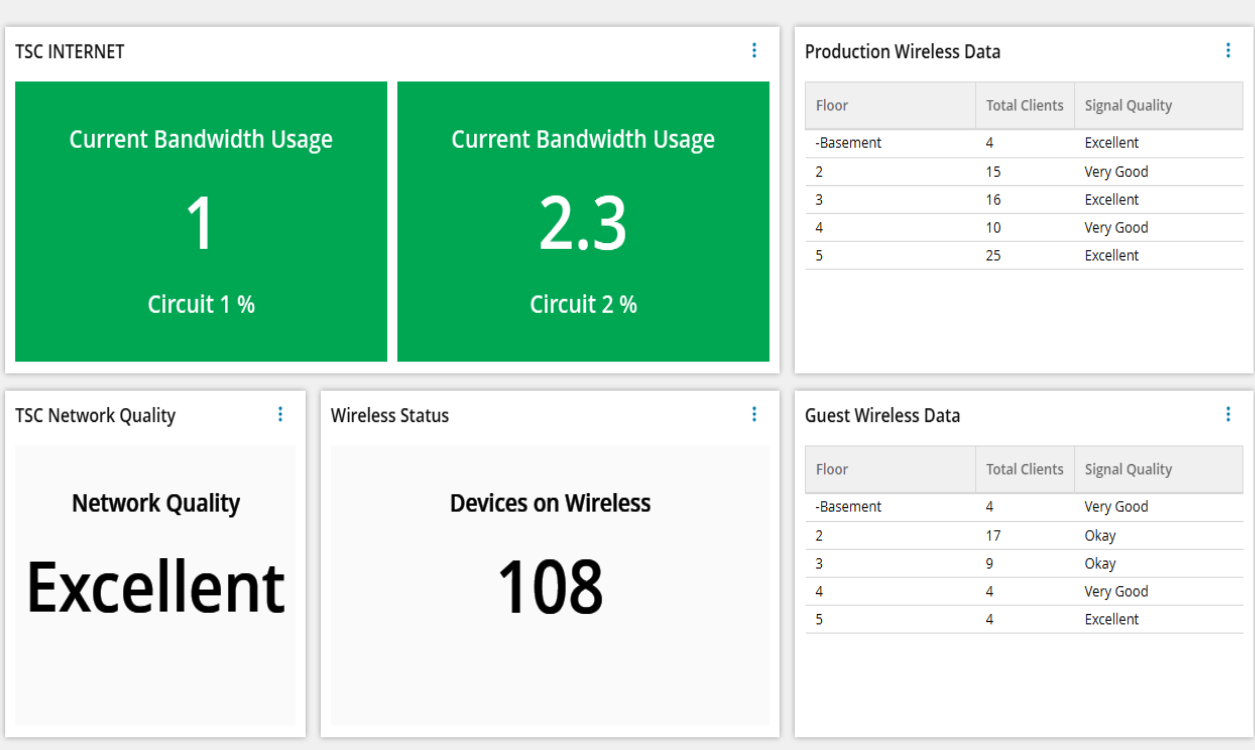 TSC INTERNET
Current Bandwidth Usage
1
Circuit 1 %
Current Bandwidth Usage
2.3
Circuit 2 %
Production Wireless Data
Floor Total Clients Signal Quality
-Basement 4 Excellent
2 15 Very Good
3 16 Excellent
4 10 Very Good
5 25 Excellent
TSC Network Quality
Network Quality
Excellent
Wireless Status
Devices on Wireless
108
Guest Wireless Data
Floor Total Clients Signal Quality
-Basement 4 Very Good
2 17 Okay
3 9 Okay
4 4 Very Good
5 4 Excellent